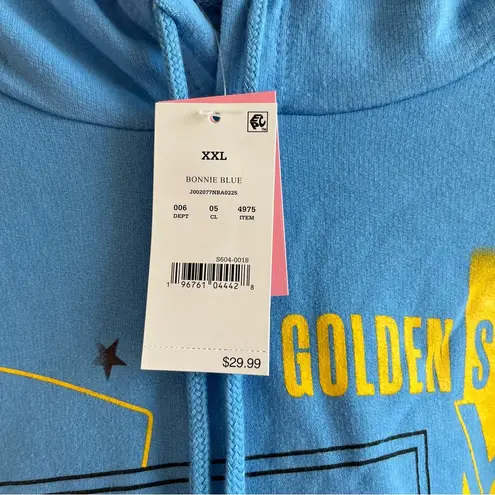 XXL
BONNIE BLUE
J002077NBA0225
006 05 4975
DEPT CL ITEM
S604-0018
1 96761 04442 8
$29.99
GOLDEN S